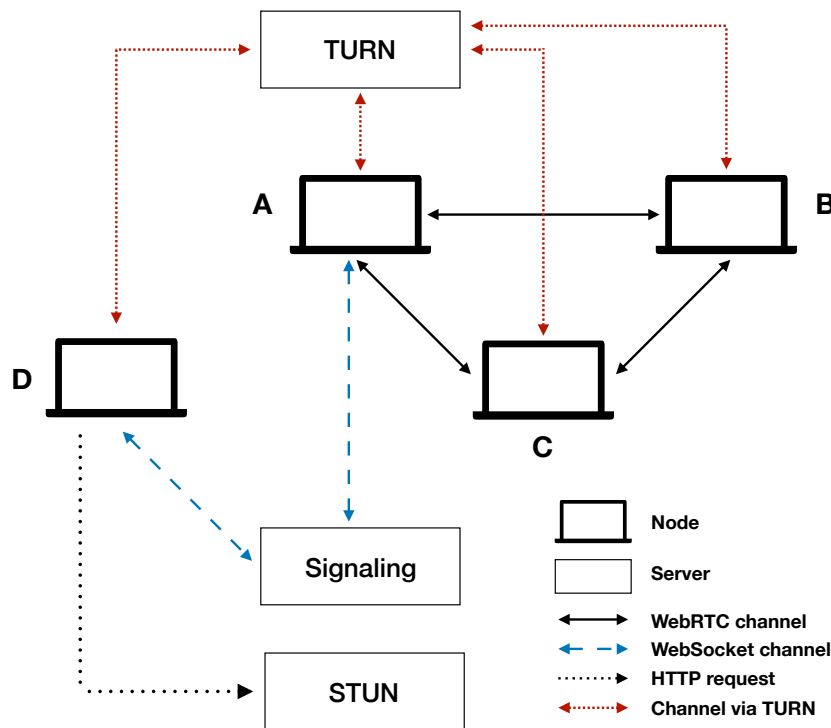 TURN
A
B
D
C
Signaling
STUN
Node
Server
WebRTC channel
WebSocket channel
HTTP request
Channel via TURN